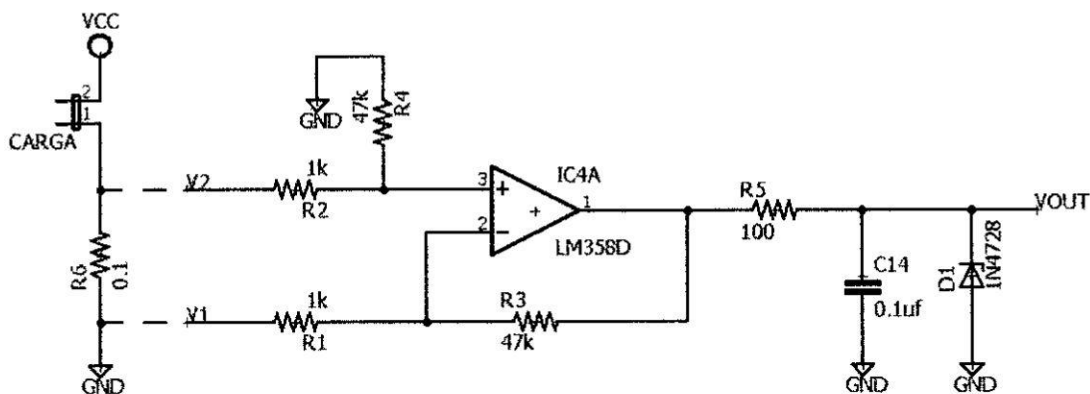 VCC
2
1
CARGA
R6
0.1
GND
V2
1k
R2
GND
47k
R4
3
2
1
IC4A
LM358D
V1
1k
R1
R3
47k
R5
100
C14
0.1uf
GND
D1
1N4728
GND
VOUT